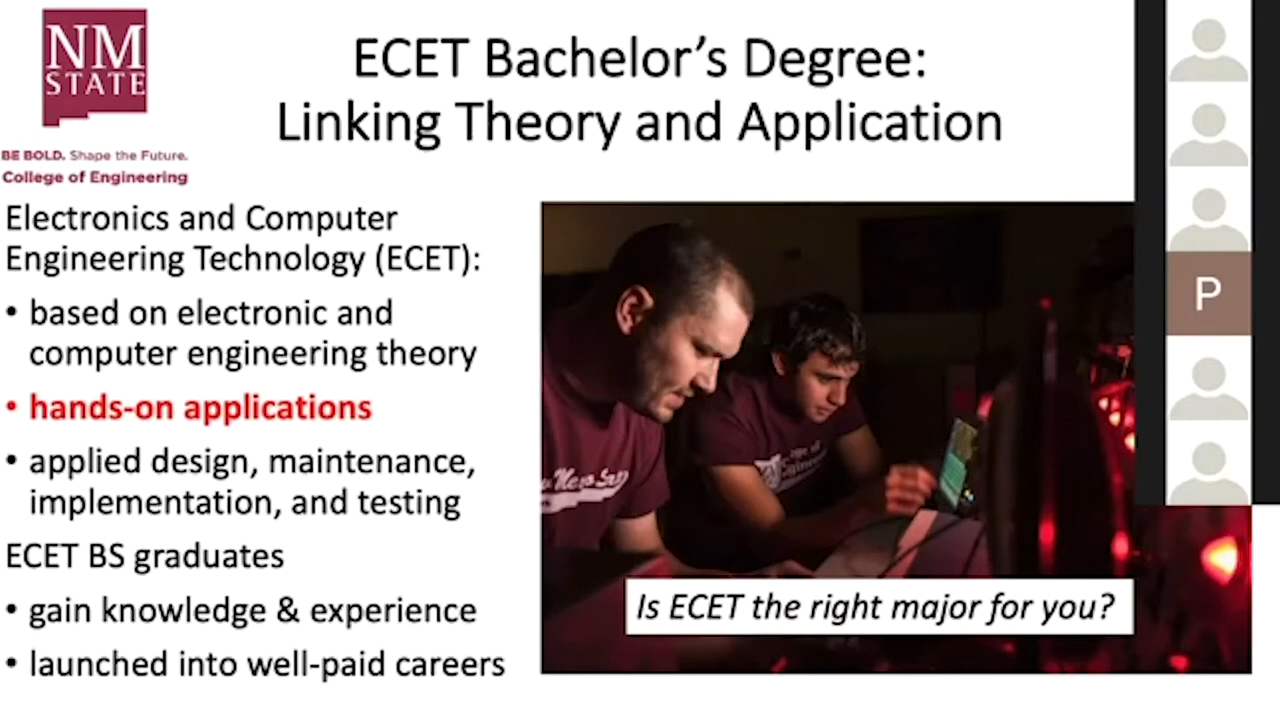 NM
STATE
BE BOLD. Shape the Future.
College of Engineering
ECET Bachelor's Degree:
Linking Theory and Application
Electronics and Computer
Engineering Technology (ECET):
• based on electronic and
computer engineering theory
• hands-on applications
• applied design, maintenance,
implementation, and testing
ECET BS graduates
• gain knowledge & experience
• launched into well-paid careers
Is ECET the right major for you?
P